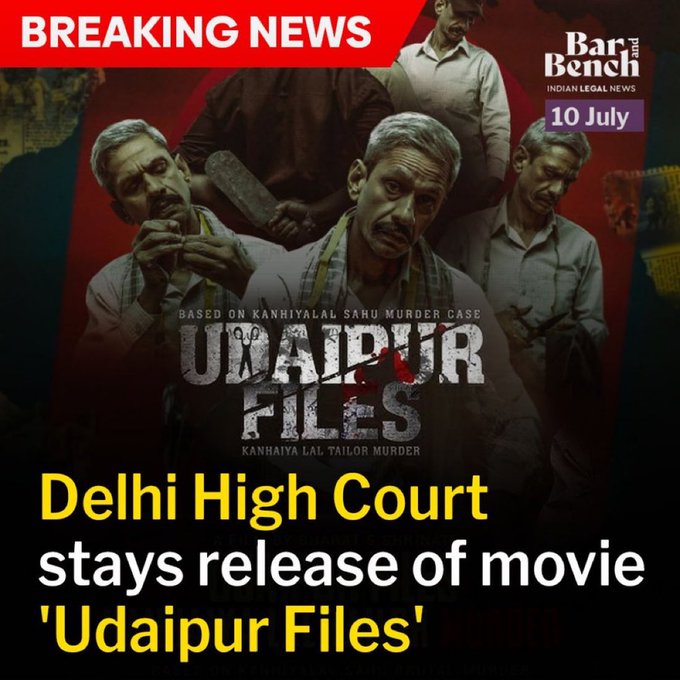 BREAKING NEWS
Bar and
Bench
INDIAN LEGAL NEWS
10 July
BASED ON KANHIYALAL SAHU MURDER CASE
UDAIPUR
FILES
KANHAIYA LAL TAILOR MURDER
Delhi High Court
stays release of movie
'Udaipur Files'